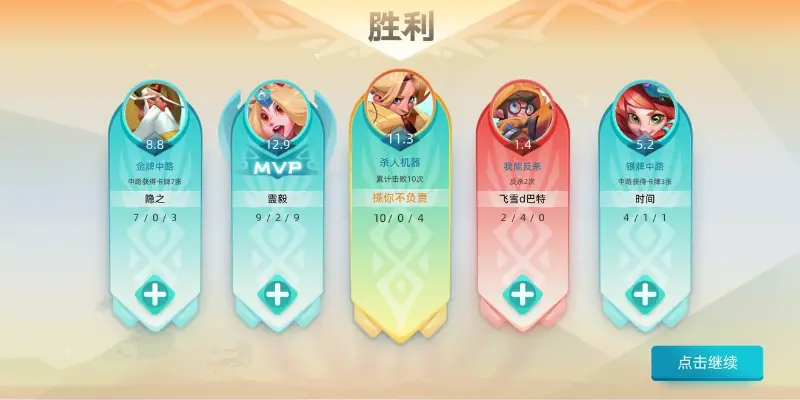 胜利
8.8
金牌中路
中路获得卡牌7张
隐之
7 / 0 / 3
12.9
MVP
霊毅
9 / 2 / 9
11.3
杀人机器
累计击败10次
揍你不负责
10 / 0 / 4
1.4
我能反杀
反杀2次
飞雪d巴特
2 / 4 / 0
5.2
银牌中路
中路获得卡牌3张
时间
4 / 1 / 1
点击继续